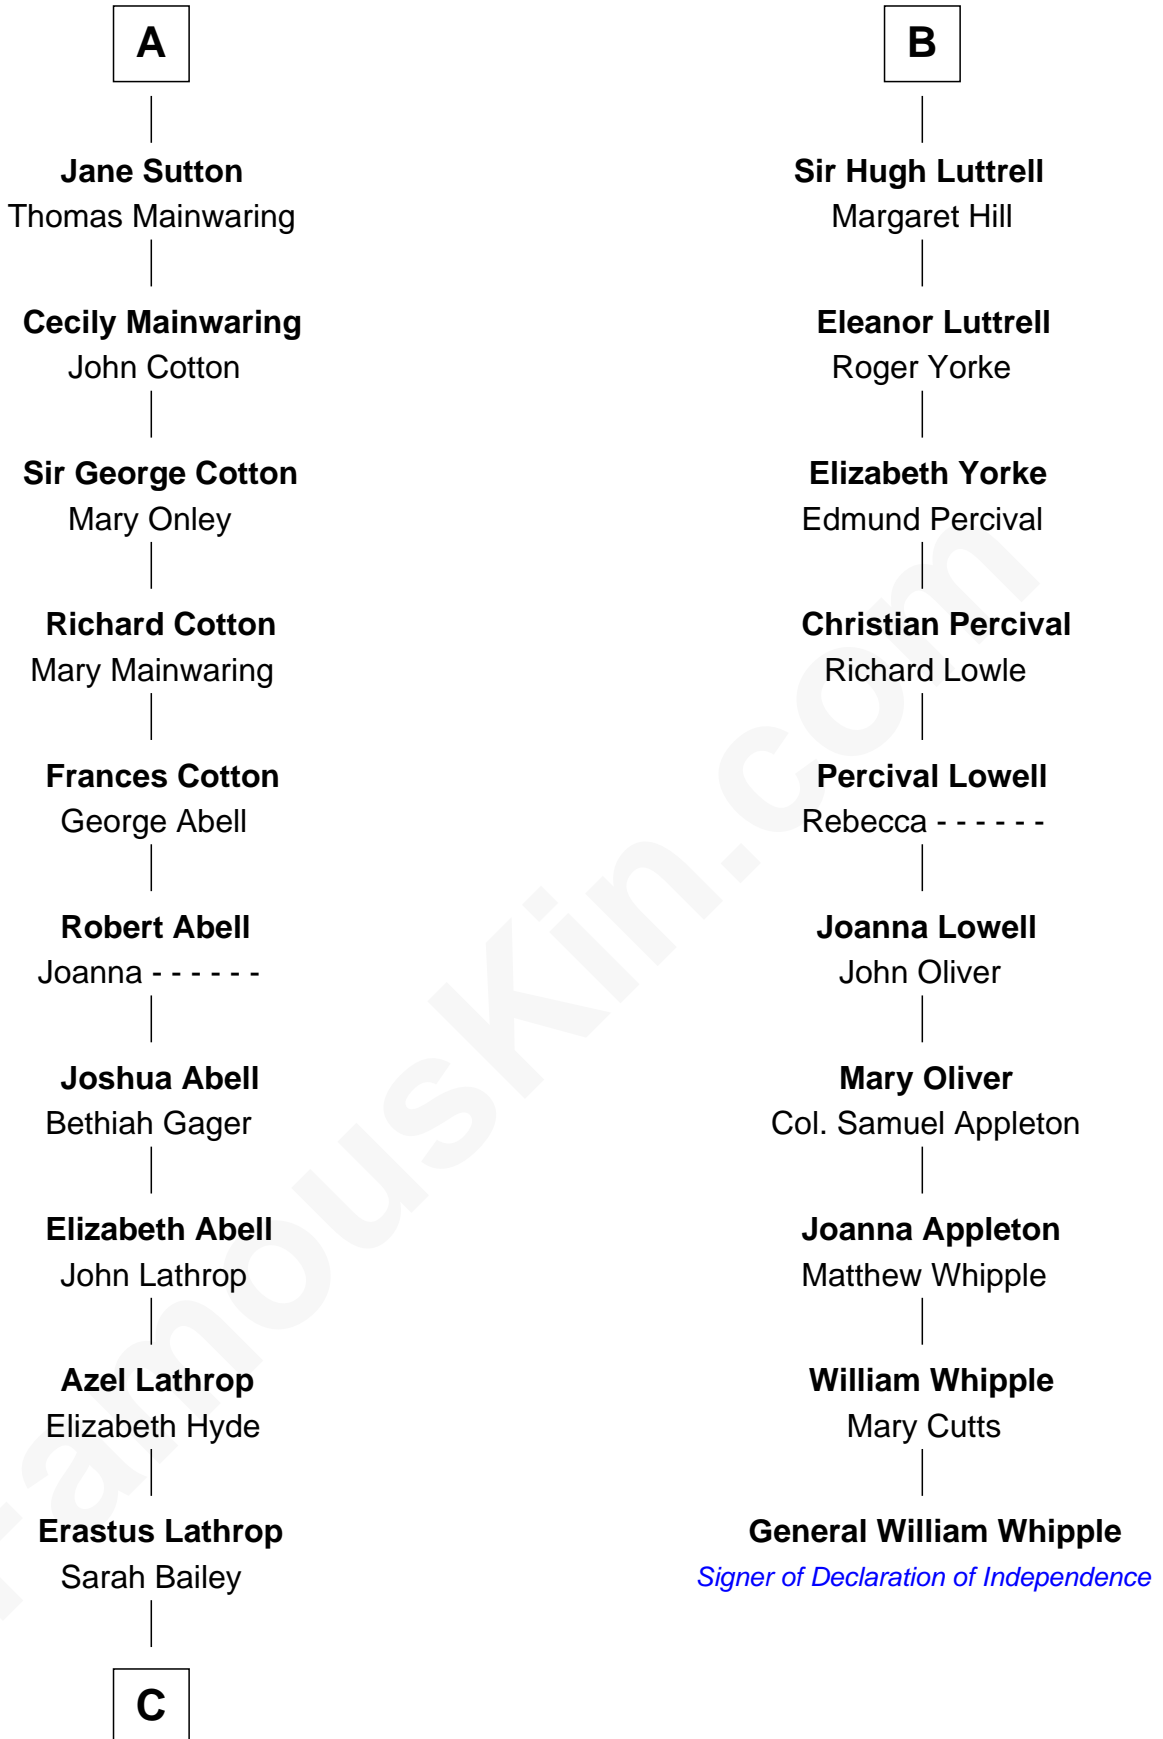 A
Jane Sutton
Thomas Mainwaring
Cecily Mainwaring
John Cotton
Sir George Cotton
Mary Onley
Richard Cotton
Mary Mainwaring
Frances Cotton
George Abell
Robert Abell
Joanna - - - - - -
Joshua Abell
Bethiah Gager
Elizabeth Abell
John Lathrop
Azel Lathrop
Elizabeth Hyde
Erastus Lathrop
Sarah Bailey
C
B
Sir Hugh Luttrell
Margaret Hill
Eleanor Luttrell
Roger Yorke
Elizabeth Yorke
Edmund Percival
Christian Percival
Richard Lowle
Percival Lowell
Rebecca - - - - - -
Joanna Lowell
John Oliver
Mary Oliver
Col. Samuel Appleton
Joanna Appleton
Matthew Whipple
William Whipple
Mary Cutts
General William Whipple
Signer of Declaration of Independence
FamousKin.com